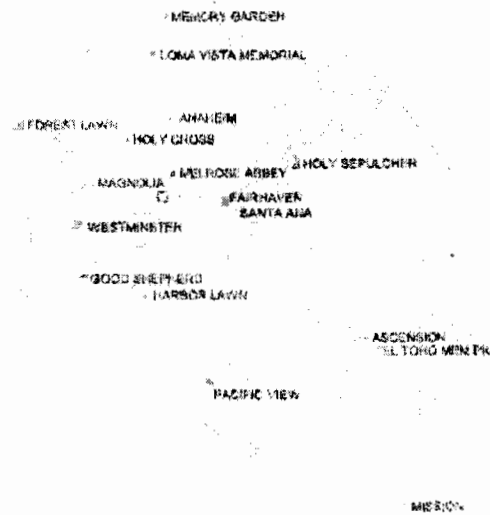 MEMORY GARDEN
LOMA VISTA MEMORIAL
FOREST LAWN
ANAHEIM
HOLY CROSS
HOLY SEPULCHER
MELROSE ABBEY
MAGNOLIA
FAIRHAVEN
SANTA ANA
WESTMINSTER
GOOD SHEPHERD
HARBOR LAWN
ASCENSION
EL TORO MEM.PK
PACIFIC VIEW
MISSION